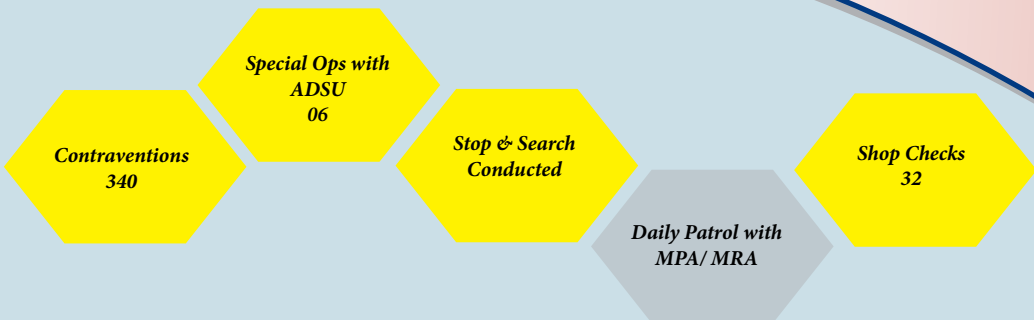 Special Ops with
ADSU
06
Contraventions
340
Stop & Search
Conducted
Daily Patrol with
MPA/ MRA
Shop Checks
32